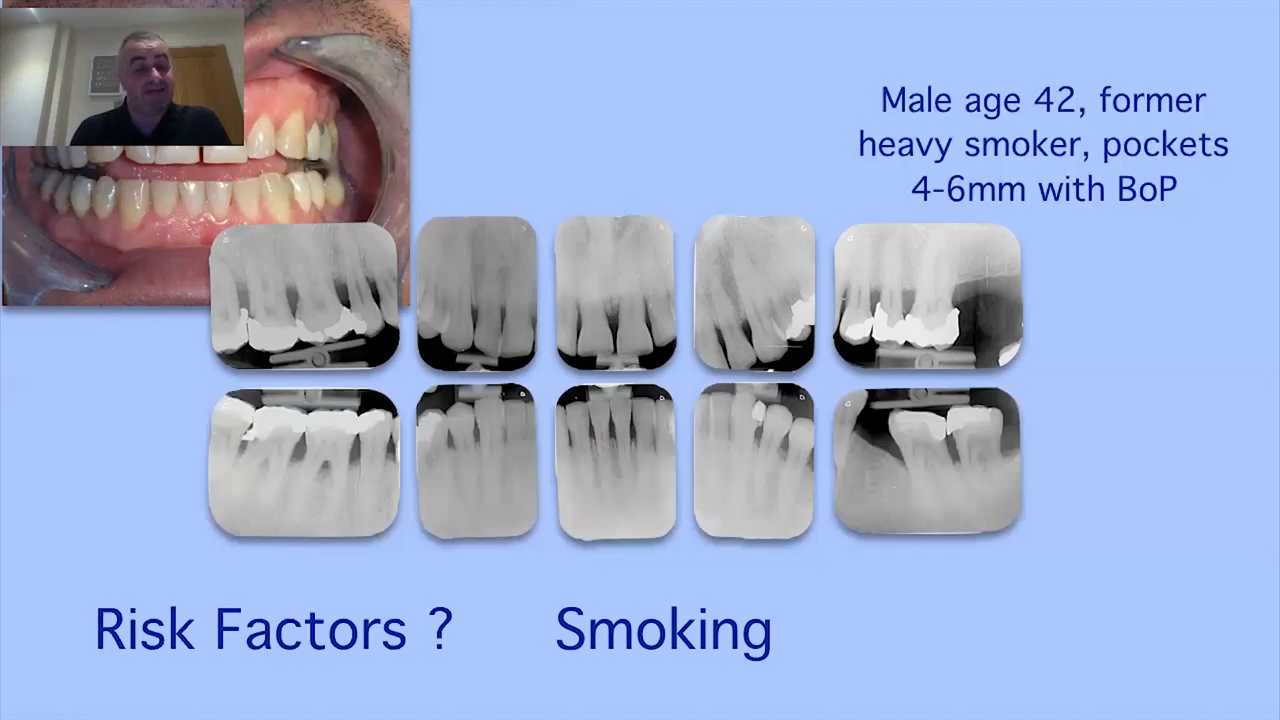 Male age 42, former
heavy smoker, pockets
4-6mm with BoP
Risk Factors ?
Smoking